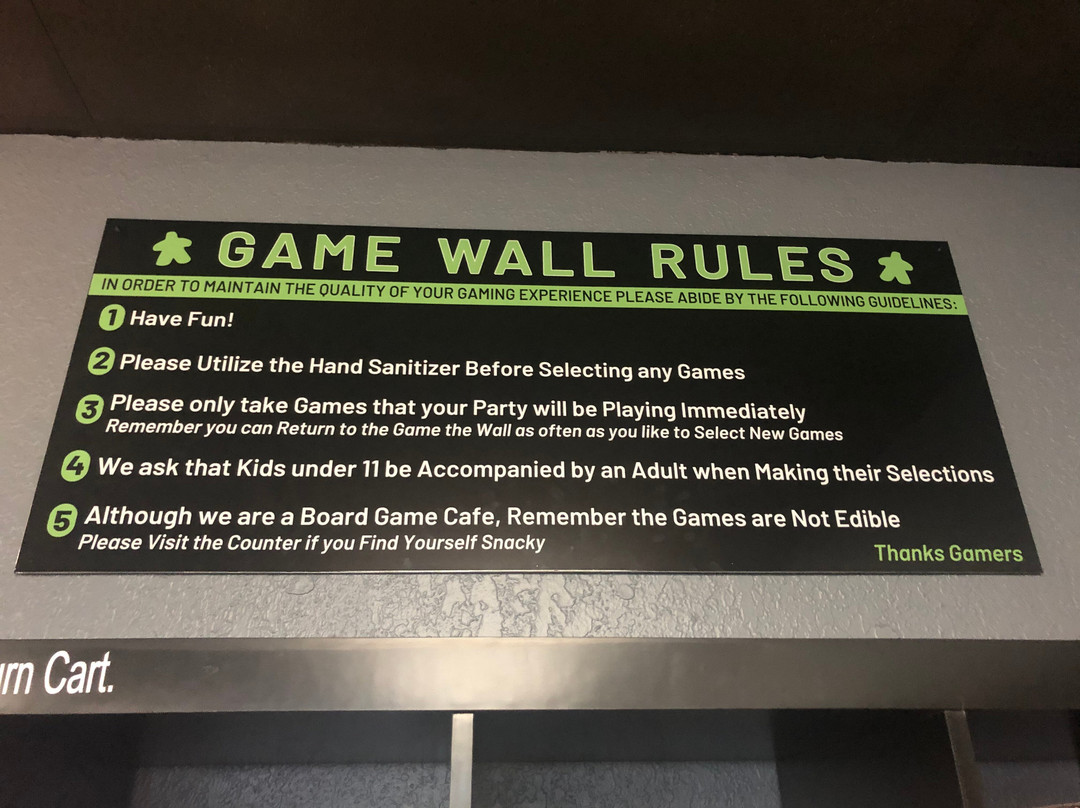 GAME WALL RULES
IN ORDER TO MAINTAIN THE QUALITY OF YOUR GAMING EXPERIENCE PLEASE ABIDE BY THE FOLLOWING GUIDELINES:
1 Have Fun!
2 Please Utilize the Hand Sanitizer Before Selecting any Games
3 Please only take Games that your Party will be Playing Immediately
Remember you can Return to the Game the Wall as often as you like to Select New Games
4 We ask that Kids under 11 be Accompanied by an Adult when Making their Selections
5 Although we are a Board Game Cafe, Remember the Games are Not Edible
Please Visit the Counter if you Find Yourself Snacky
Thanks Gamers
Cart.